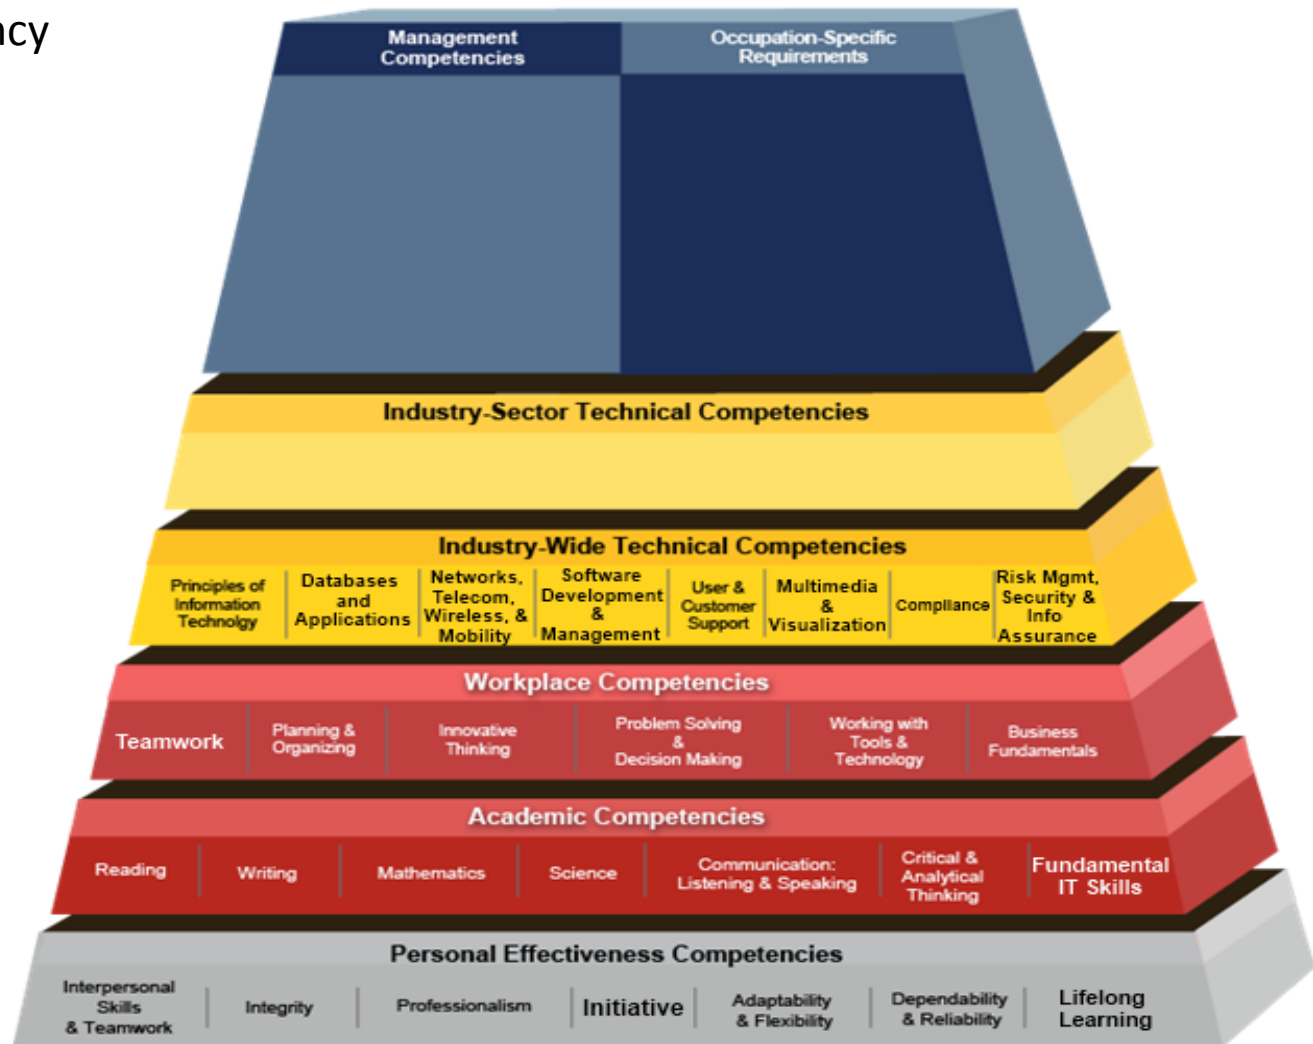 ncy
Management
Competencies
Occupation-Specific
Requirements
Industry-Sector Technical Competencies
Industry-Wide Technical Competencies
Principles of
Information
Technolgy
Databases
and
Applications
Networks,
Telecom,
Wireless, &
Mobility
Software
Development
&
Management
User &
Customer
Support
Multimedia
&
Visualization
Compliance
Risk Mgmt,
Security &
Info
Assurance
Workplace Competencies
Teamwork
Planning &
Organizing
Innovative
Thinking
Problem Solving
&
Decision Making
Working with
Tools &
Technology
Business
Fundamentals
Academic Competencies
Reading
Writing
Mathematics
Science
Communication:
Listening & Speaking
Critical &
Analytical
Thinking
Fundamental
IT Skills
Personal Effectiveness Competencies
Interpersonal
Skills
& Teamwork
Integrity
Professionalism
Initiative
Adaptability
& Flexibility
Dependability
& Reliability
Lifelong
Learning